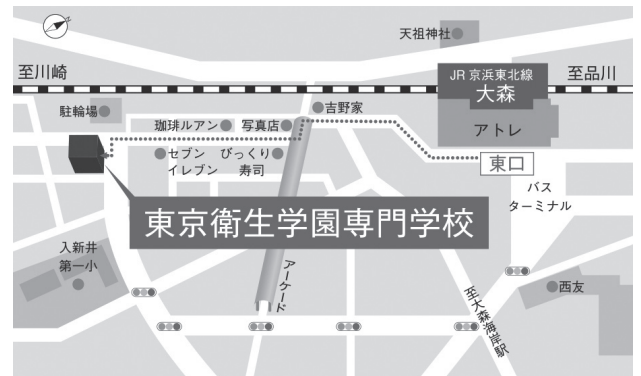 天祖神社
至川崎
JR 京浜東北線
大森
至品川
駐輪場
吉野家
珈琲ルアン
写真店
アトレ
東口
セブン
イレブン
びっくり
寿司
バス
ターミナル
東京衛生学園専門学校
入新井
第一小
アーケード
西友
至大森海岸駅